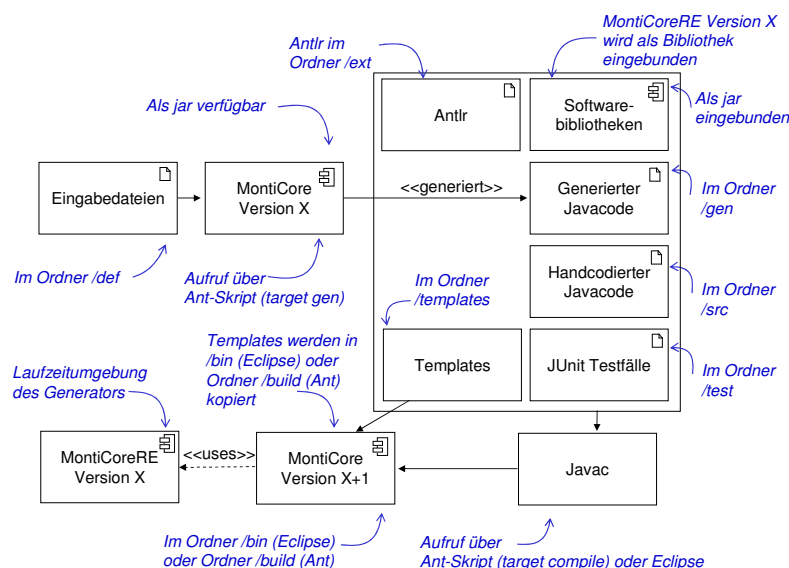 MontiCoreRE Version X
wird als Bibliothek
eingebunden
Antlr im
Ordner /ext
Als jar verfügbar
Antlr
Software-
bibliotheken
Als jar
eingebunden
Eingabedateien
MontiCore
Version X
<<generiert>>
Generierter
Javacode
Im Ordner
/gen
Im Ordner /def
Aufruf über
Ant-Skript (target gen)
Im Ordner
/templates
Handcodierter
Javacode
Im Ordner
/src
Templates werden in
/bin (Eclipse) oder
Ordner /build (Ant)
kopiert
Templates
JUnit Testfälle
Im Ordner
/test
Laufzeitumgebung
des Generators
MontiCoreRE
Version X
<<uses>>
MontiCore
Version X+1
Javac
Im Ordner /bin (Eclipse)
oder Ordner /build (Ant)
Aufruf über
Ant-Skript (target compile) oder Eclipse